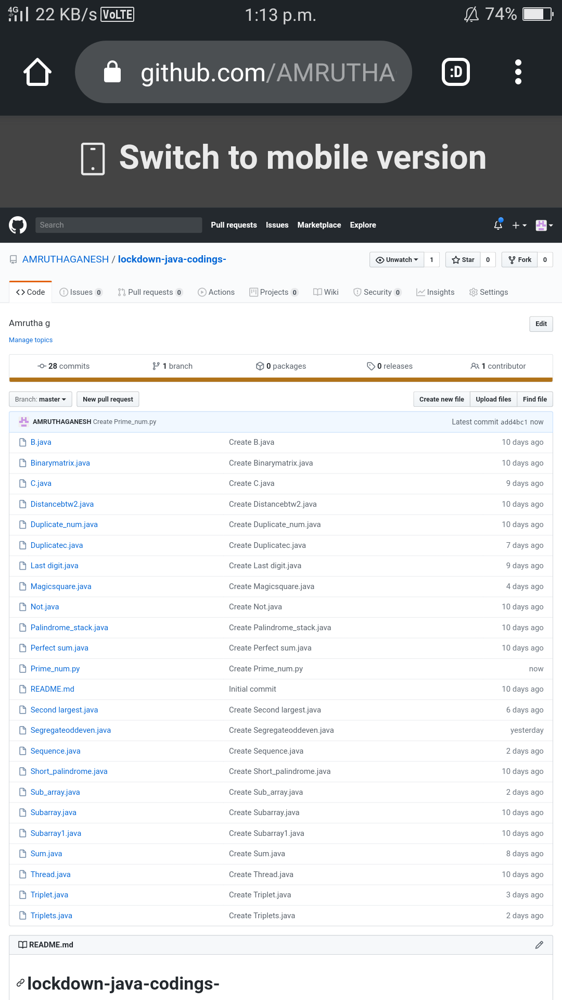 4G 22 KB/s VoLTE 1:13 p.m. 74%
github.com/AMRUTHA :D
Switch to mobile version
Search Pull requests Issues Marketplace Explore
AMRUTHAGANESH / lockdown-java-codings- Unwatch 1 Star 0 Fork 0
Code Issues 0 Pull requests 0 Actions Projects 0 Wiki Security 0 Insights Settings
Amrutha g Edit
Manage topics
28 commits 1 branch 0 packages 0 releases 1 contributor
Branch: master New pull request Create new file Upload files Find file
AMRUTHAGANESH Create Prime_num.py Latest commit add4bc1 now
B.java Create B.java 10 days ago
Binarymatrix.java Create Binarymatrix.java 10 days ago
C.java Create C.java 9 days ago
Distancebtw2.java Create Distancebtw2.java 10 days ago
Duplicate_num.java Create Duplicate_num.java 10 days ago
Duplicatec.java Create Duplicatec.java 7 days ago
Last digit.java Create Last digit.java 9 days ago
Magicsquare.java Create Magicsquare.java 4 days ago
Not.java Create Not.java 10 days ago
Palindrome_stack.java Create Palindrome_stack.java 10 days ago
Perfect sum.java Create Perfect sum.java 10 days ago
Prime_num.py Create Prime_num.py now
README.md Initial commit 10 days ago
Second largest.java Create Second largest.java 6 days ago
Segregateoddeven.java Create Segregateoddeven.java yesterday
Sequence.java Create Sequence.java 2 days ago
Short_palindrome.java Create Short_palindrome.java 10 days ago
Sub_array.java Create Sub_array.java 2 days ago
Subarray.java Create Subarray.java 10 days ago
Subarray1.java Create Subarray1.java 10 days ago
Sum.java Create Sum.java 8 days ago
Thread.java Create Thread.java 10 days ago
Triplet.java Create Triplet.java 3 days ago
Triplets.java Create Triplets.java 2 days ago
README.md
lockdown-java-codings-